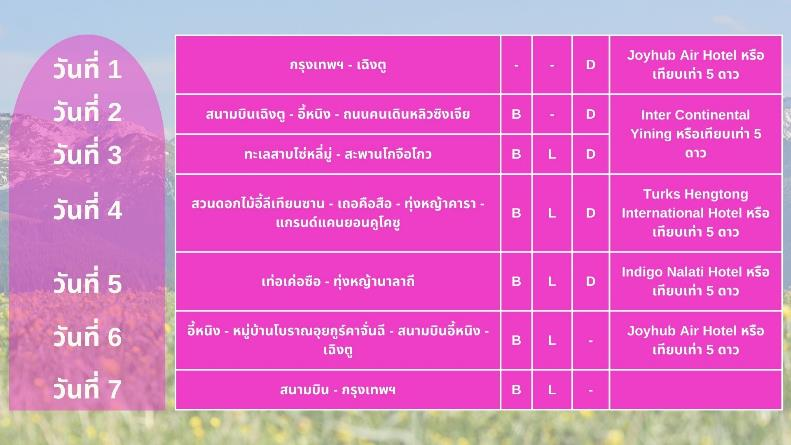 วันที่ 1
กรุงเทพฯ - เฉิงตู
-
-
D
Joyhub Air Hotel หรือ
เทียบเท่า 5 ดาว
วันที่ 2
สนามบินเฉิงตู - อี้หนิง - ถนนคนเดินหลิวซิงเจีย
B
-
D
Inter Continental
Yining หรือเทียบเท่า 5
ดาว
วันที่ 3
ทะเลสาบไซ่หลี่มู่ - สะพานโกจือโกว
B
L
D
วันที่ 4
สวนดอกไม้อี้ลีเทียนซาน - เถอคือสือ - ทุ่งหญ้าคารา -
แกรนด์แคนยอนคูโคซู
B
L
D
Turks Hengtong
International Hotel หรือ
เทียบเท่า 5 ดาว
วันที่ 5
เท่อเค่อซือ - ทุ่งหญ้านาลาถี
B
L
D
Indigo Nalati Hotel หรือ
เทียบเท่า 5 ดาว
วันที่ 6
อี้หนิง - หมู่บ้านโบราณอุยกูร์คาจั้นฉี - สนามบินอี้หนิง -
เฉิงตู
B
L
-
Joyhub Air Hotel หรือ
เทียบเท่า 5 ดาว
วันที่ 7
สนามบิน - กรุงเทพฯ
B
L
-